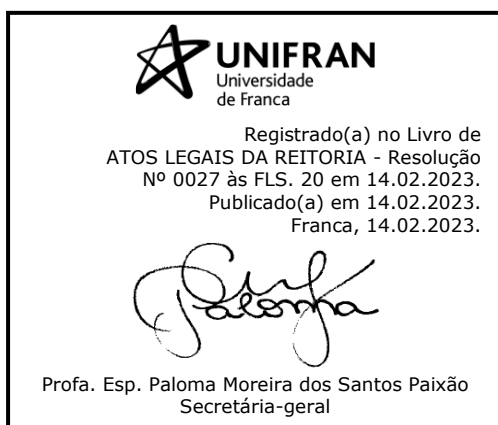 UNIFRAN
Universidade
de Franca
Registrado(a) no Livro de
ATOS LEGAIS DA REITORIA - Resolução
Nº 0027 às FLS. 20 em 14.02.2023.
Publicado(a) em 14.02.2023.
Franca, 14.02.2023.
Paloma
Profa. Esp. Paloma Moreira dos Santos Paixão
Secretária-geral